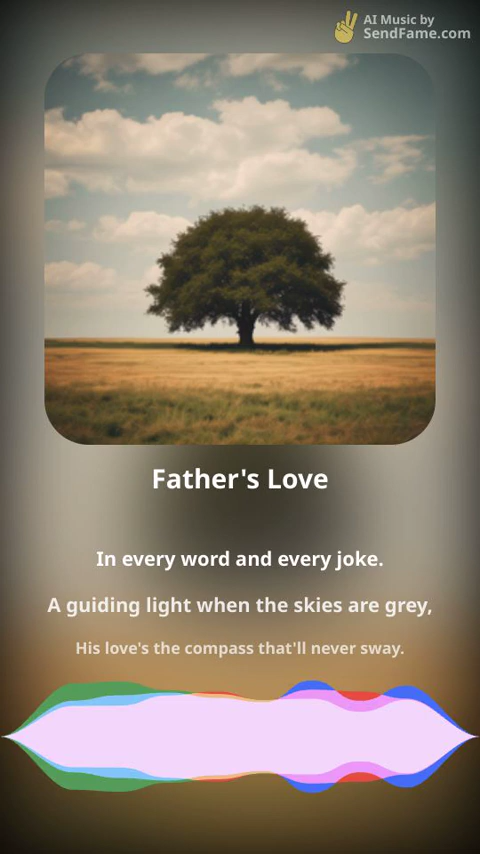 AI Music by
SendFame.com
Father's Love
In every word and every joke.
A guiding light when the skies are grey,
His love's the compass that'll never sway.